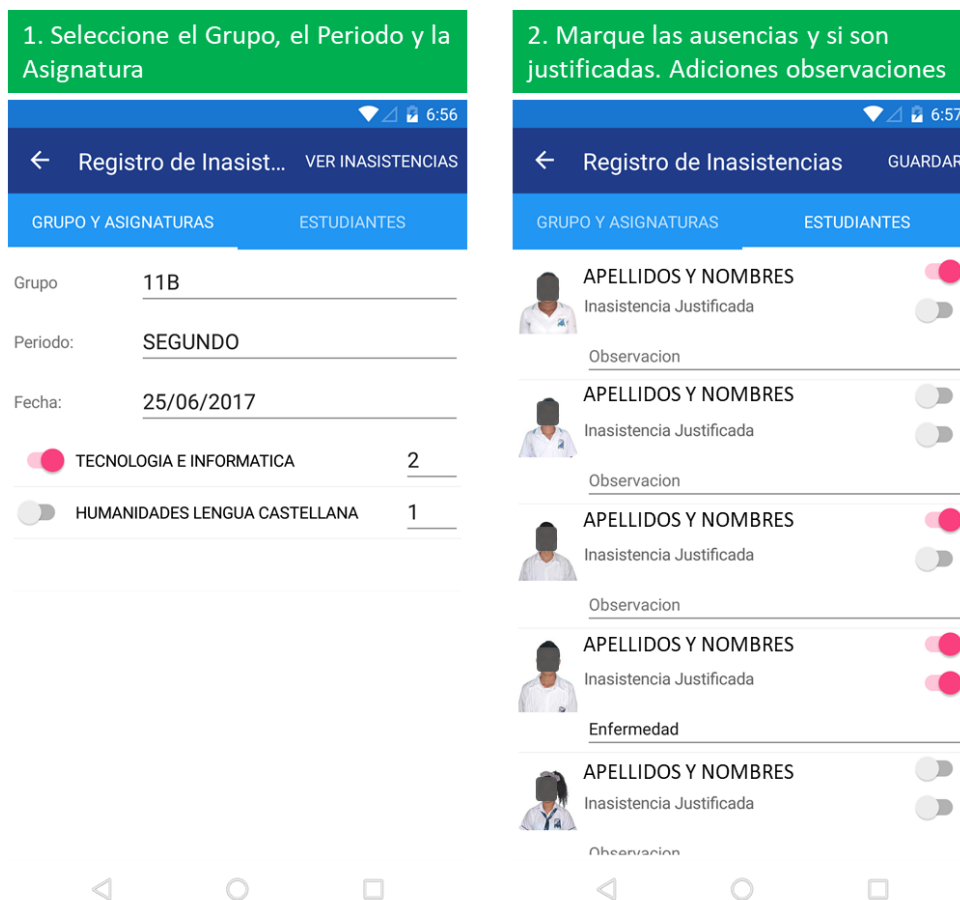 1. Seleccione el Grupo, el Periodo y la
Asignatura
6:56
Registro de Inasist... VER INASISTENCIAS
GRUPO Y ASIGNATURAS ESTUDIANTES
Grupo 11B
Periodo: SEGUNDO
Fecha: 25/06/2017
TECNOLOGIA E INFORMATICA 2
HUMANIDADES LENGUA CASTELLANA 1
2. Marque las ausencias y si son
justificadas. Adiciones observaciones
6:57
Registro de Inasistencias GUARDAR
GRUPO Y ASIGNATURAS ESTUDIANTES
APELLIDOS Y NOMBRES
Inasistencia Justificada
Observacion
APELLIDOS Y NOMBRES
Inasistencia Justificada
Observacion
APELLIDOS Y NOMBRES
Inasistencia Justificada
Observacion
APELLIDOS Y NOMBRES
Inasistencia Justificada
Enfermedad
APELLIDOS Y NOMBRES
Inasistencia Justificada
Observacion